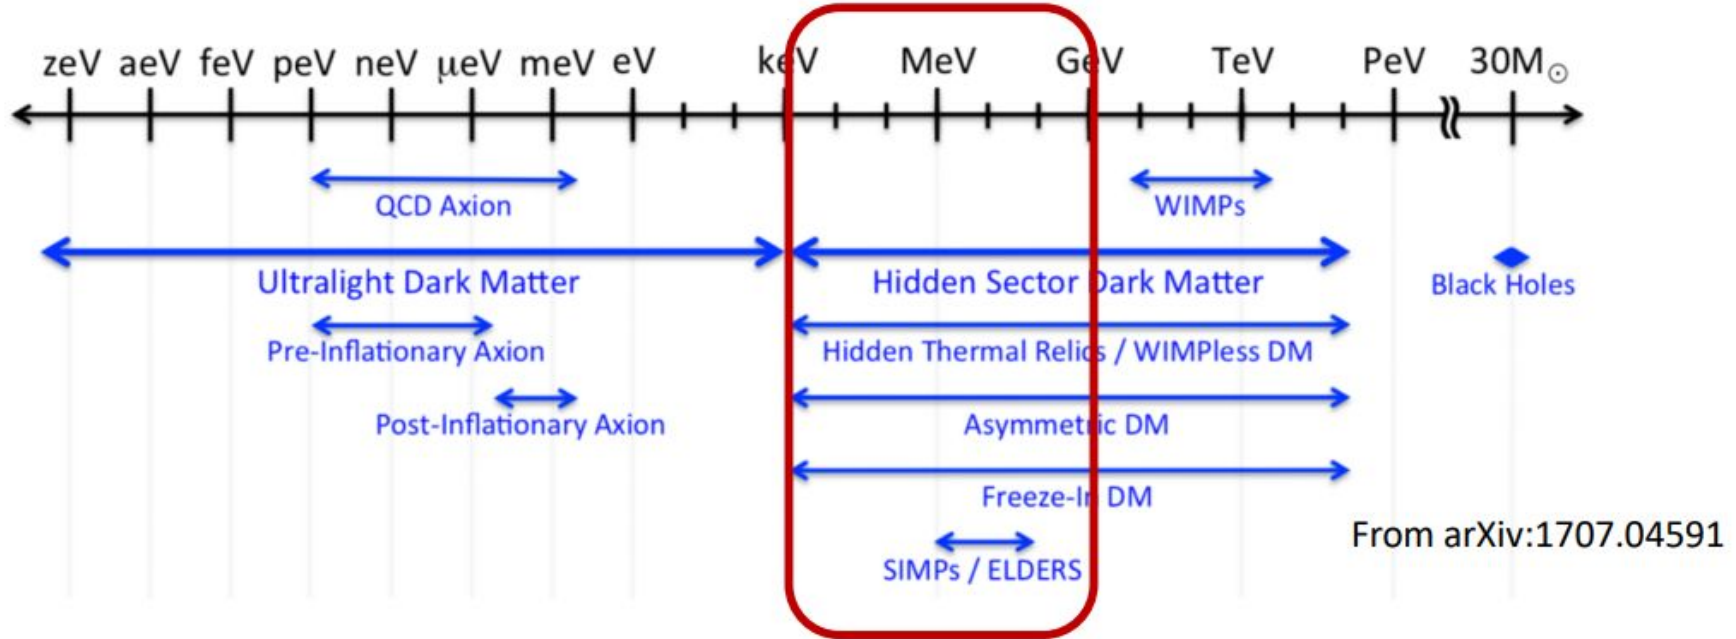 zeV aeV feV peV neV μeV meV eV keV MeV GeV TeV PeV 30M☉
QCD Axion WIMPs
Ultralight Dark Matter Hidden Sector Dark Matter Black Holes
Pre-Inflationary Axion Hidden Thermal Relics / WIMPless DM
Post-Inflationary Axion Asymmetric DM
Freeze-In DM
From arXiv:1707.04591
SIMPs / ELDERS